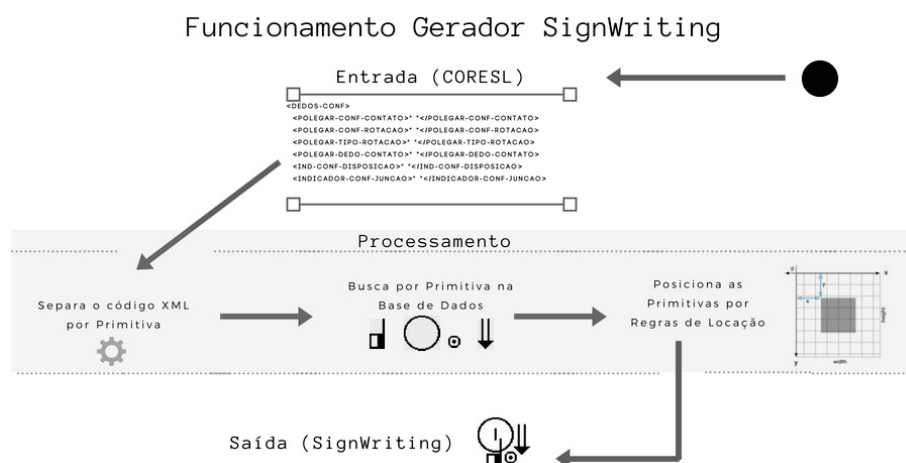 Funcionamento Gerador SignWriting
Entrada (CORESL)
<DEDOS-CONF>
<POLEGAR-CONF-CONTATO>" "</POLEGAR-CONF-CONTATO>
<POLEGAR-CONF-ROTACAO>" "</POLEGAR-CONF-ROTACAO>
<POLEGAR-TIPO-ROTACAO>" "</POLEGAR-TIPO-ROTACAO>
<POLEGAR-DEDO-CONTATO>" "</POLEGAR-DEDO-CONTATO>
<IND-CONF-DISPOSICAO>" "</IND-CONF-DISPOSICAO>
<INDICADOR-CONF-JUNCAO>" "</INDICADOR-CONF-JUNCAO>
Processamento
Separa o código XML
por Primitiva
Busca por Primitiva na
Base de Dados
Posiciona as
Primitivas por
Regras de Locação
0
x
y
x
height
y
width
Saída (SignWriting)